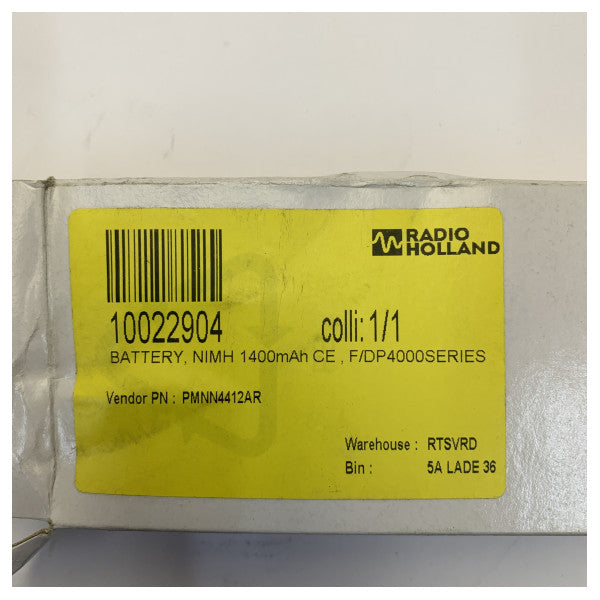 RADIO
HOLLAND
10022904 colli: 1/1
BATTERY, NIMH 1400mAh CE , F/DP4000SERIES
Vendor PN : PMNN4412AR
Warehouse : RTSVRD
Bin : 5A LADE 36